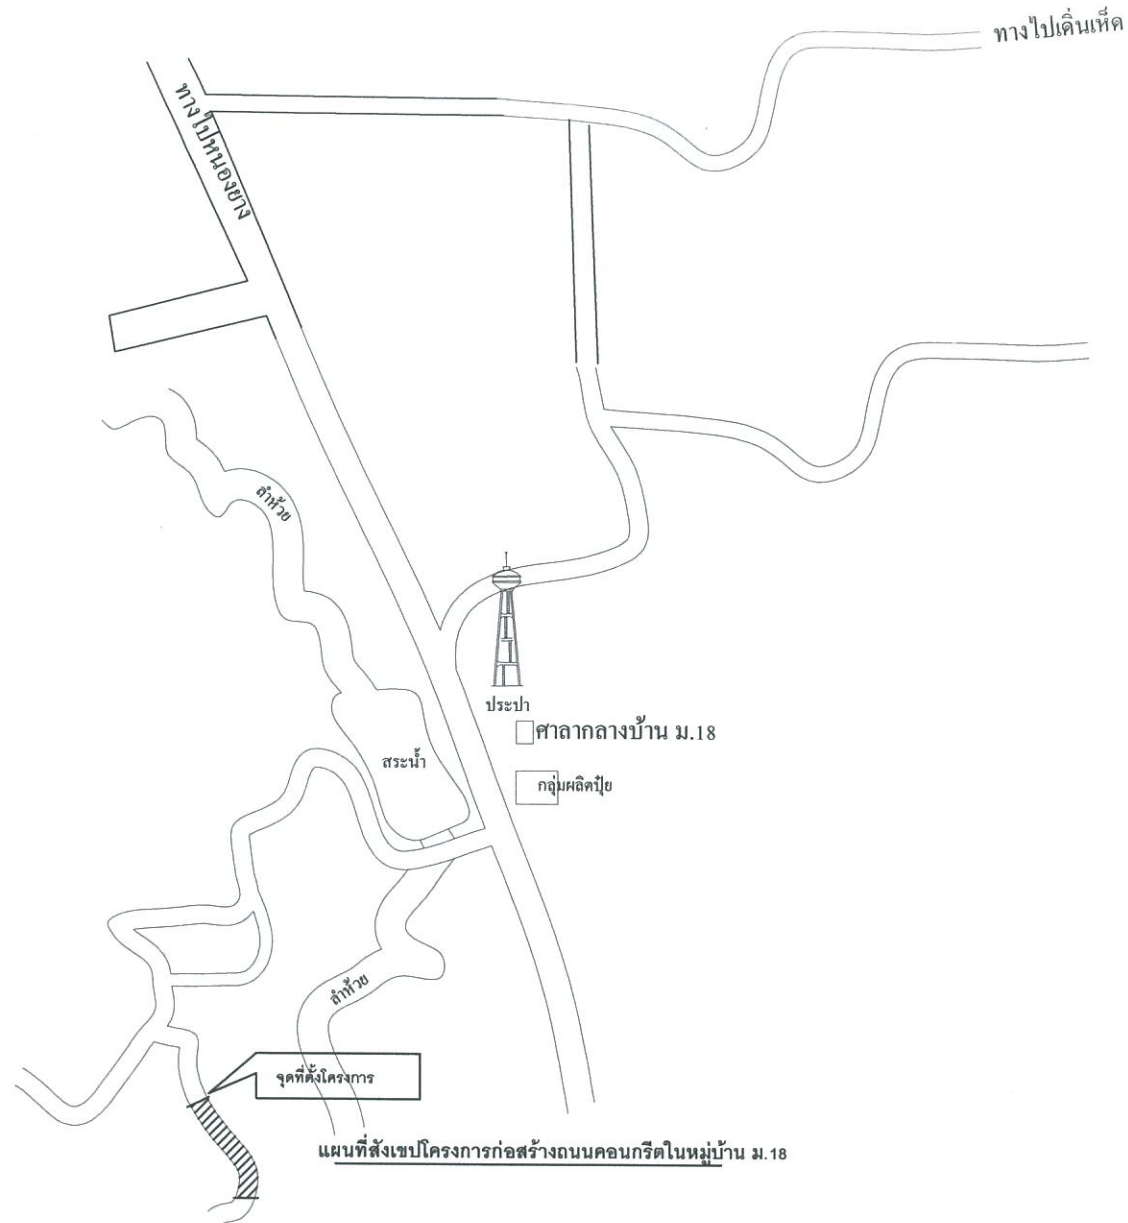 ทางไปเดิ่นเห็ด
ทางไปหนองยาง
ลำห้วย
ประปา
ศาลากลางบ้าน ม.18
สระน้ำ
กลุ่มผลิตปุ๋ย
ลำห้วย
จุดที่ตั้งโครงการ
แผนที่สังเขปโครงการก่อสร้างถนนคอนกรีตในหมู่บ้าน ม.18